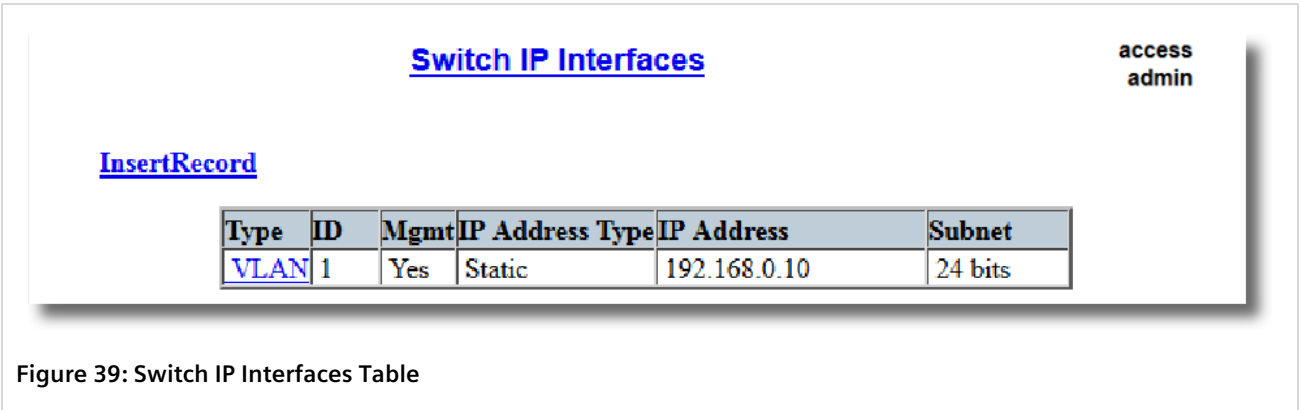 Switch IP Interfaces
access
admin
InsertRecord
Type ID Mgmt IP Address Type IP Address Subnet
VLAN 1 Yes Static 192.168.0.10 24 bits
Figure 39: Switch IP Interfaces Table